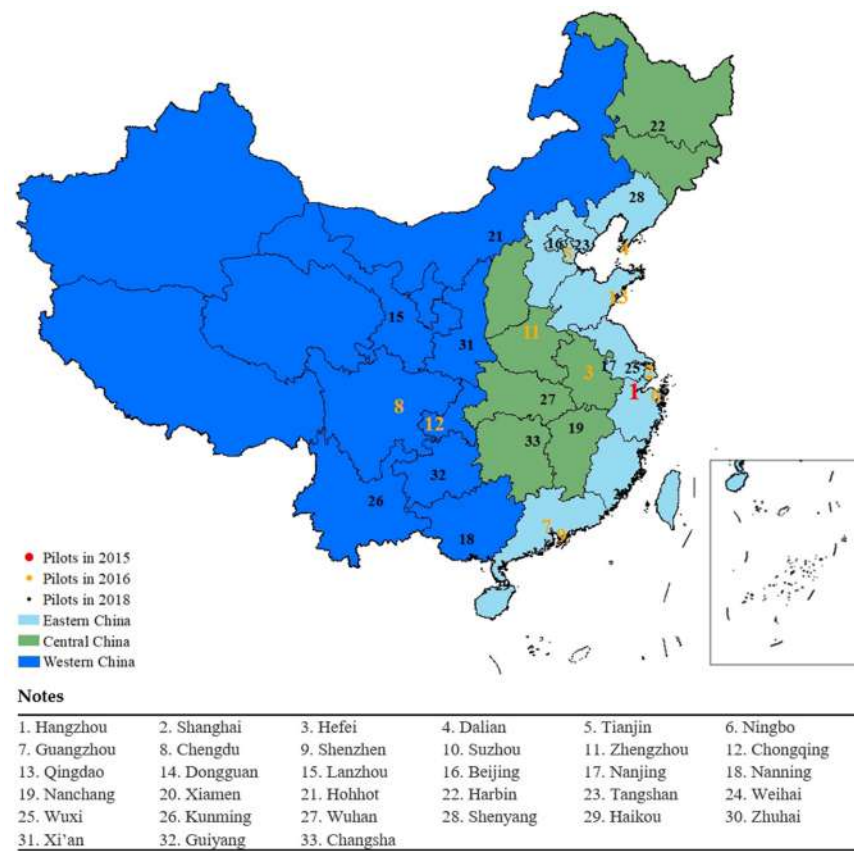 22
28
21
16
23
5
4
24
15
13
11
31
3
17
25
2
8
27
1
6
12
19
33
32
26
7
9
18
Pilots in 2015
Pilots in 2016
Pilots in 2018
Eastern China
Central China
Western China
Notes
1. Hangzhou 2. Shanghai 3. Hefei 4. Dalian 5. Tianjin 6. Ningbo
7. Guangzhou 8. Chengdu 9. Shenzhen 10. Suzhou 11. Zhengzhou 12. Chongqing
13. Qingdao 14. Dongguan 15. Lanzhou 16. Beijing 17. Nanjing 18. Nanning
19. Nanchang 20. Xiamen 21. Hohhot 22. Harbin 23. Tangshan 24. Weihai
25. Wuxi 26. Kunming 27. Wuhan 28. Shenyang 29. Haikou 30. Zhuhai
31. Xi’an 32. Guiyang 33. Changsha